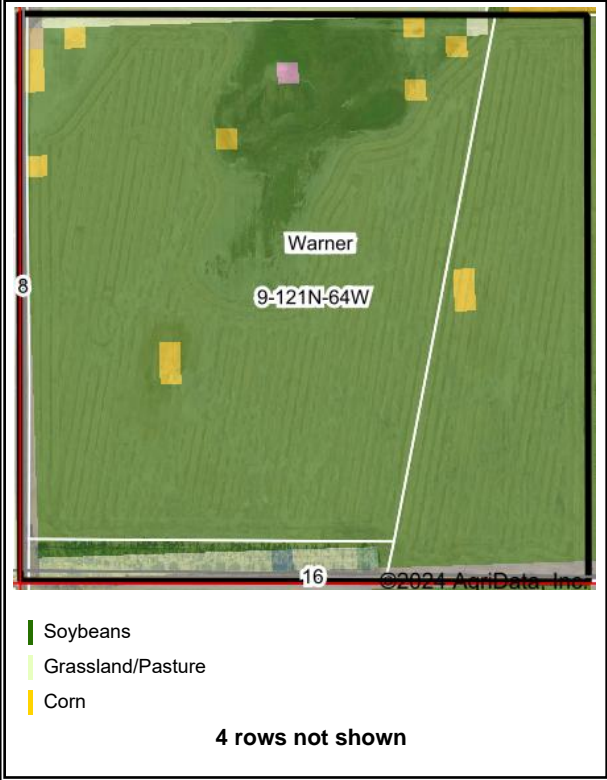 Warner
8
9-121N-64W
16
©2024 AgriData, Inc.
Soybeans
Grassland/Pasture
Corn
4 rows not shown